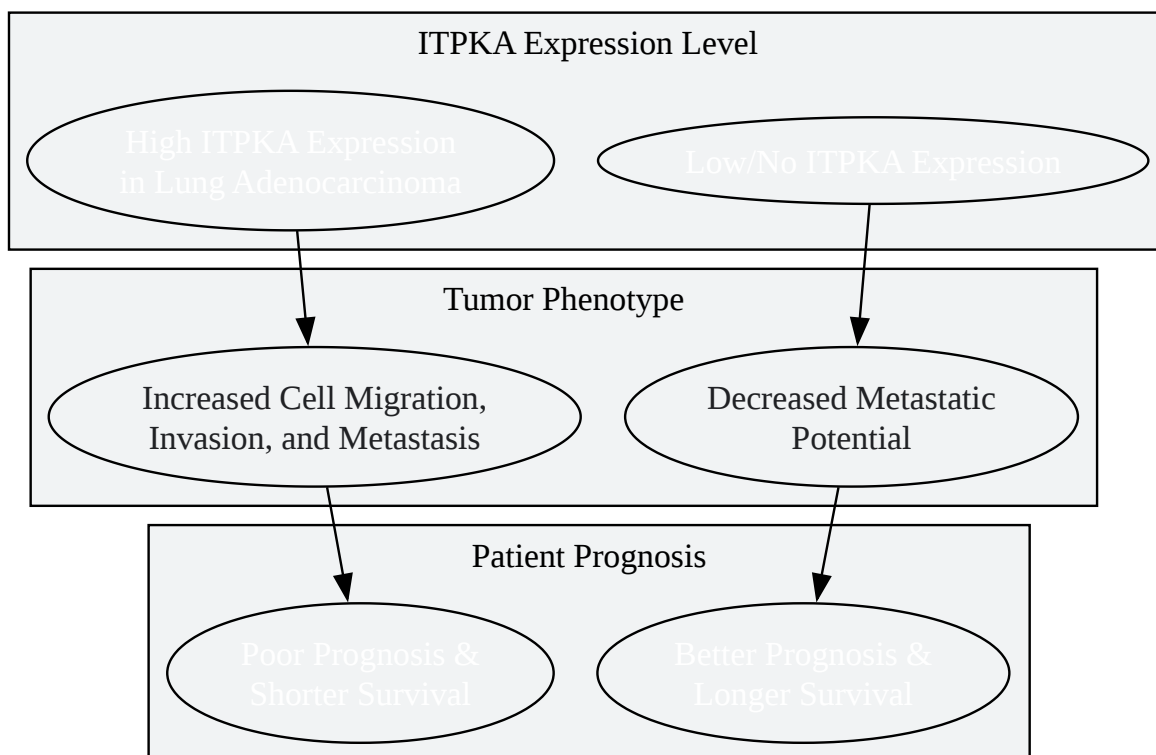 ITPKA Expression Level
High ITPKA Expression
in Lung Adenocarcinoma
Low/No ITPKA Expression
Tumor Phenotype
Increased Cell Migration,
Invasion, and Metastasis
Decreased Metastatic
Potential
Patient Prognosis
Poor Prognosis &
Shorter Survival
Better Prognosis &
Longer Survival